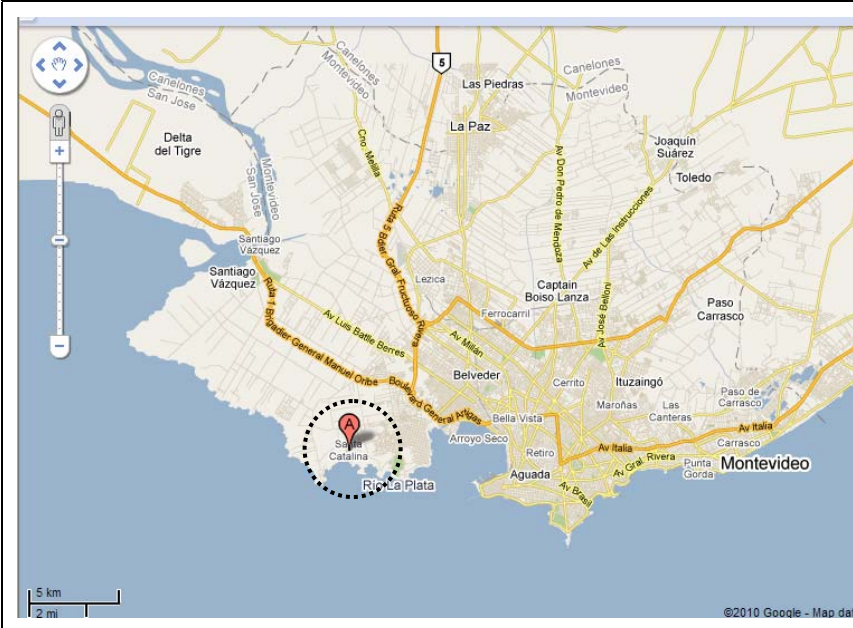 Canelones
Montevideo
5
Las Piedras
Canelones
Montevideo
Canelones
San Jose
La Paz
Delta
del Tigre
Cno. Melilla
Joaquín
Suárez
Toledo
Montevideo
San Jose
Av Don Pedro de Mendoza
Av de Las Instrucciones
Ruta 5 Bdier. Gral. Fructuoso Rivera
Santiago
Vázquez
Santiago
Vázquez
Lezica
Captain
Boiso Lanza
Ruta 1 Brigadier General Manuel Oribe
Av Luis Batlle Berres
Ferrocarril
Av José Belloni
Paso
Carrasco
Av Millán
Belveder
Cerrito
Ituzaingó
Boulevard General Artigas
Maroñas
Las
Canteras
Paso de
Carrasco
Bella Vista
Arroyo Seco
Av Italia
Carrasco
A
Santa
Catalina
Retiro
Av Italia
Av Gral. Rivera
Punta
Gorda
Montevideo
Aguada
Río La Plata
Av Brasil
5 km
2 mi
©2010 Google - Map dat